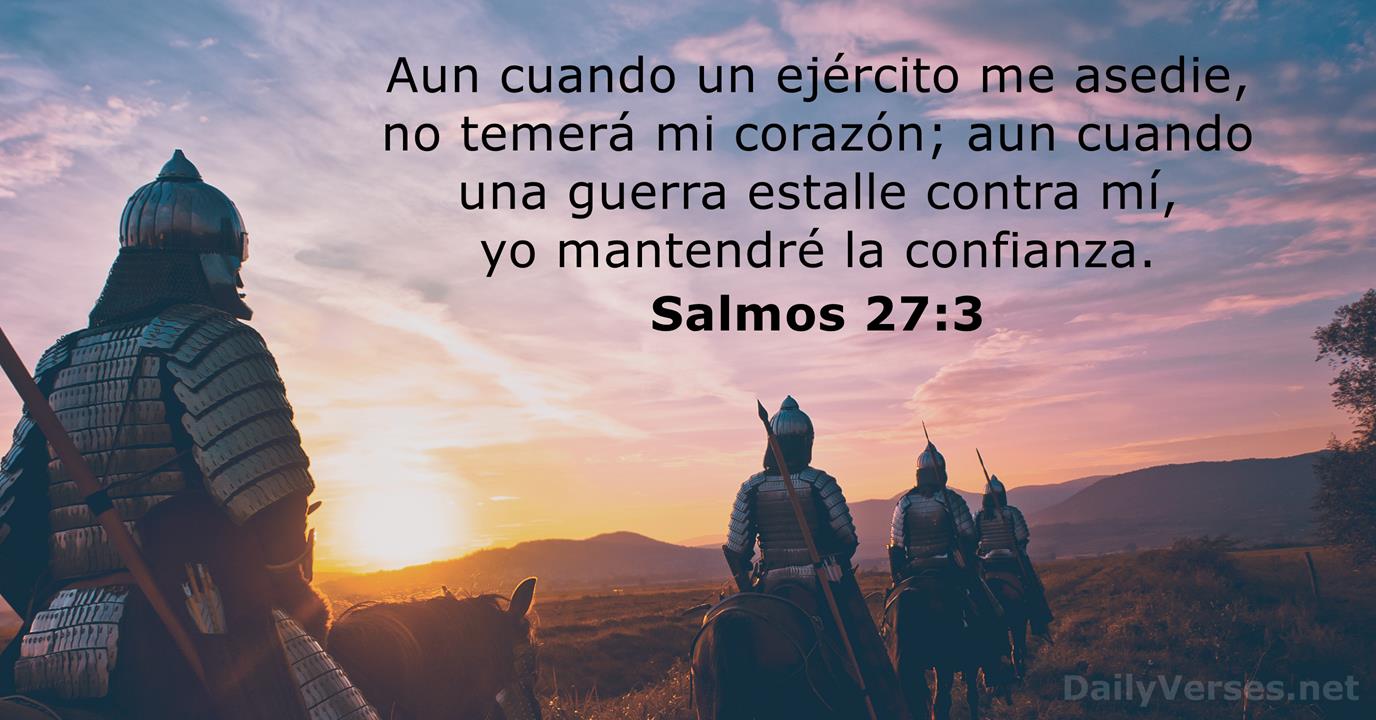 Aun cuando un ejército me asedie,
no temerá mi corazón; aun cuando
una guerra estalle contra mí,
yo mantendré la confianza.
Salmos 27:3
DailyVerses.net